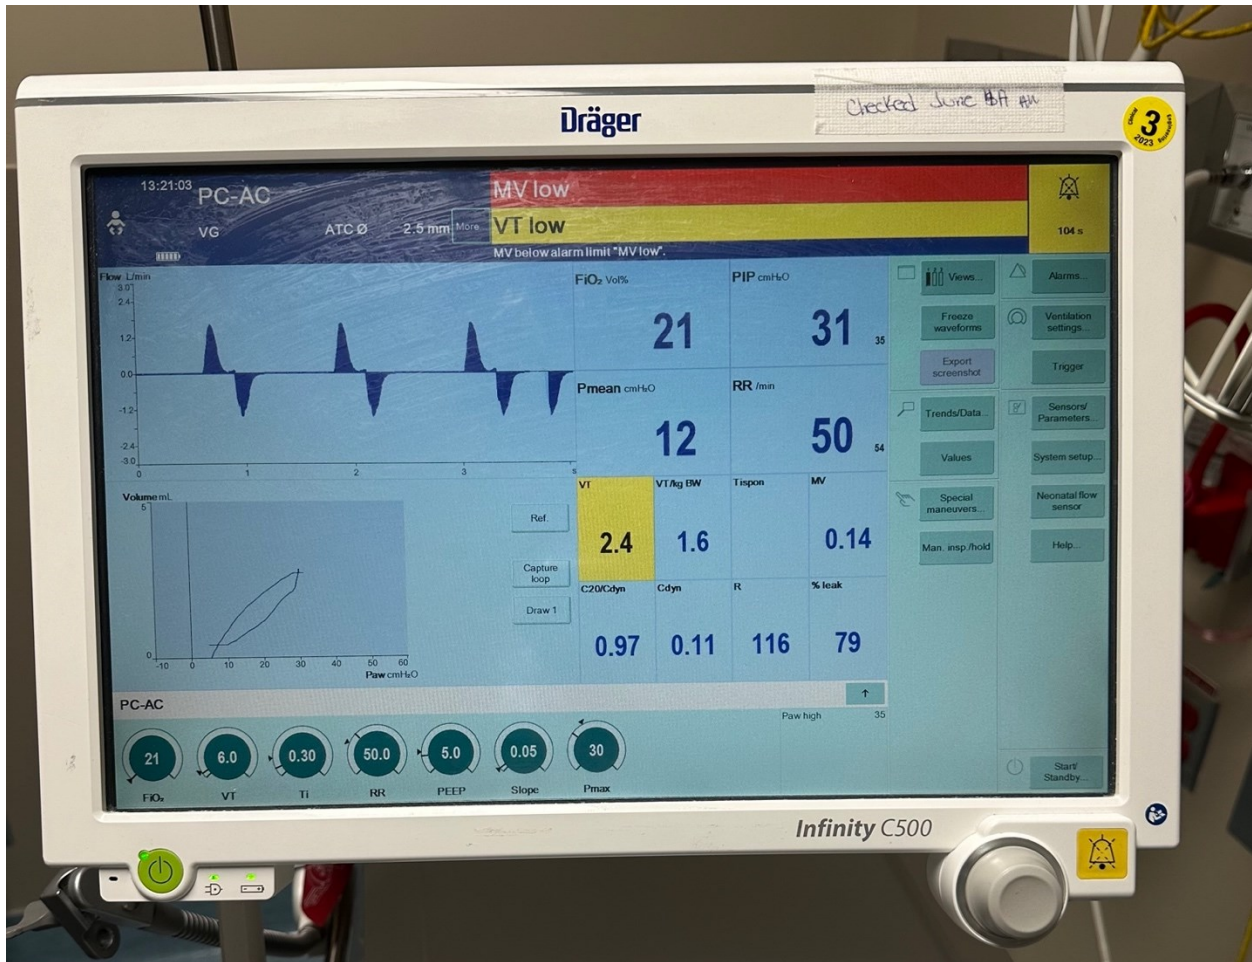 Dräger
Checked June
Clinical
3
2023
13:21:03
PC-AC
VG
ATC Ø
2.5 mm
More
MV low
VT low
MV below alarm limit "MV low".
104 s
Flow L/min
3.0
2.4
1.2
0.0
-1.2
-2.4
-3.0
0
1
2
3
s
FiO₂ Vol%
21
PIP cmH₂O
31
35
Pmean cmH₂O
12
RR /min
50
54
VT
2.4
VT/kg BW
1.6
Tispon
MV
0.14
C20/Cdyn
0.97
Cdyn
0.11
R
116
% leak
79
Volume mL
5
0
-10
0
10
20
30
40
50
60
Paw cmH₂O
Ref.
Capture
loop
Draw 1
Views...
Freeze
waveforms
Export
screenshot
Trends/Data...
Values
Special
maneuvers...
Man. insp./hold
Alarms...
Ventilation
settings...
Trigger
Sensors/
Parameters...
System setup...
Neonatal flow
sensor
Help...
Start/
Standby...
PC-AC
Paw high
35
21
FiO₂
6.0
VT
0.30
Ti
50.0
RR
5.0
PEEP
0.05
Slope
30
Pmax
Infinity C500